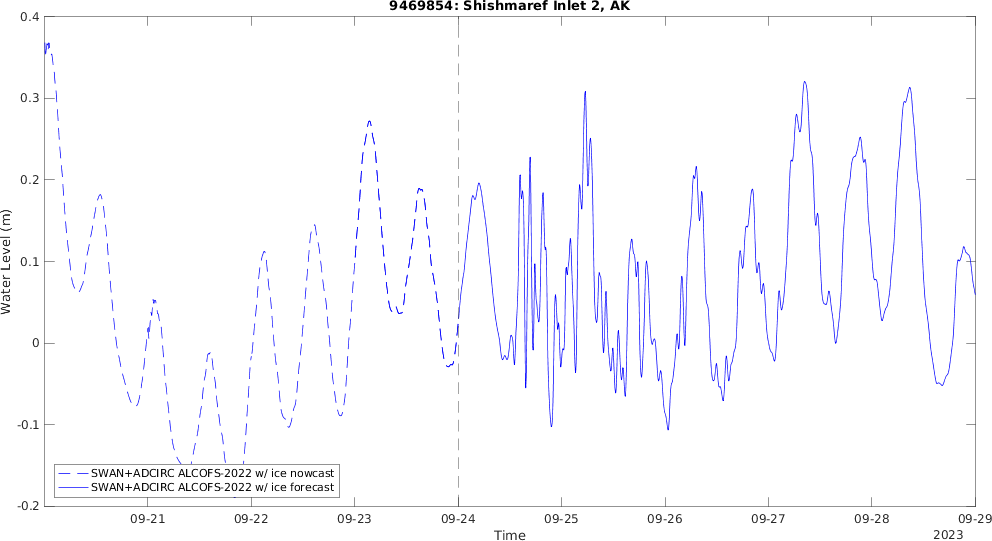 9469854: Shishmaref Inlet 2, AK
0.4
0.3
0.2
0.1
0
-0.1
-0.2
Water Level (m)
SWAN+ADCIRC ALCOFS-2022 w/ ice nowcast
SWAN+ADCIRC ALCOFS-2022 w/ ice forecast
09-21 09-22 09-23 09-24 09-25 09-26 09-27 09-28 09-29
Time
2023